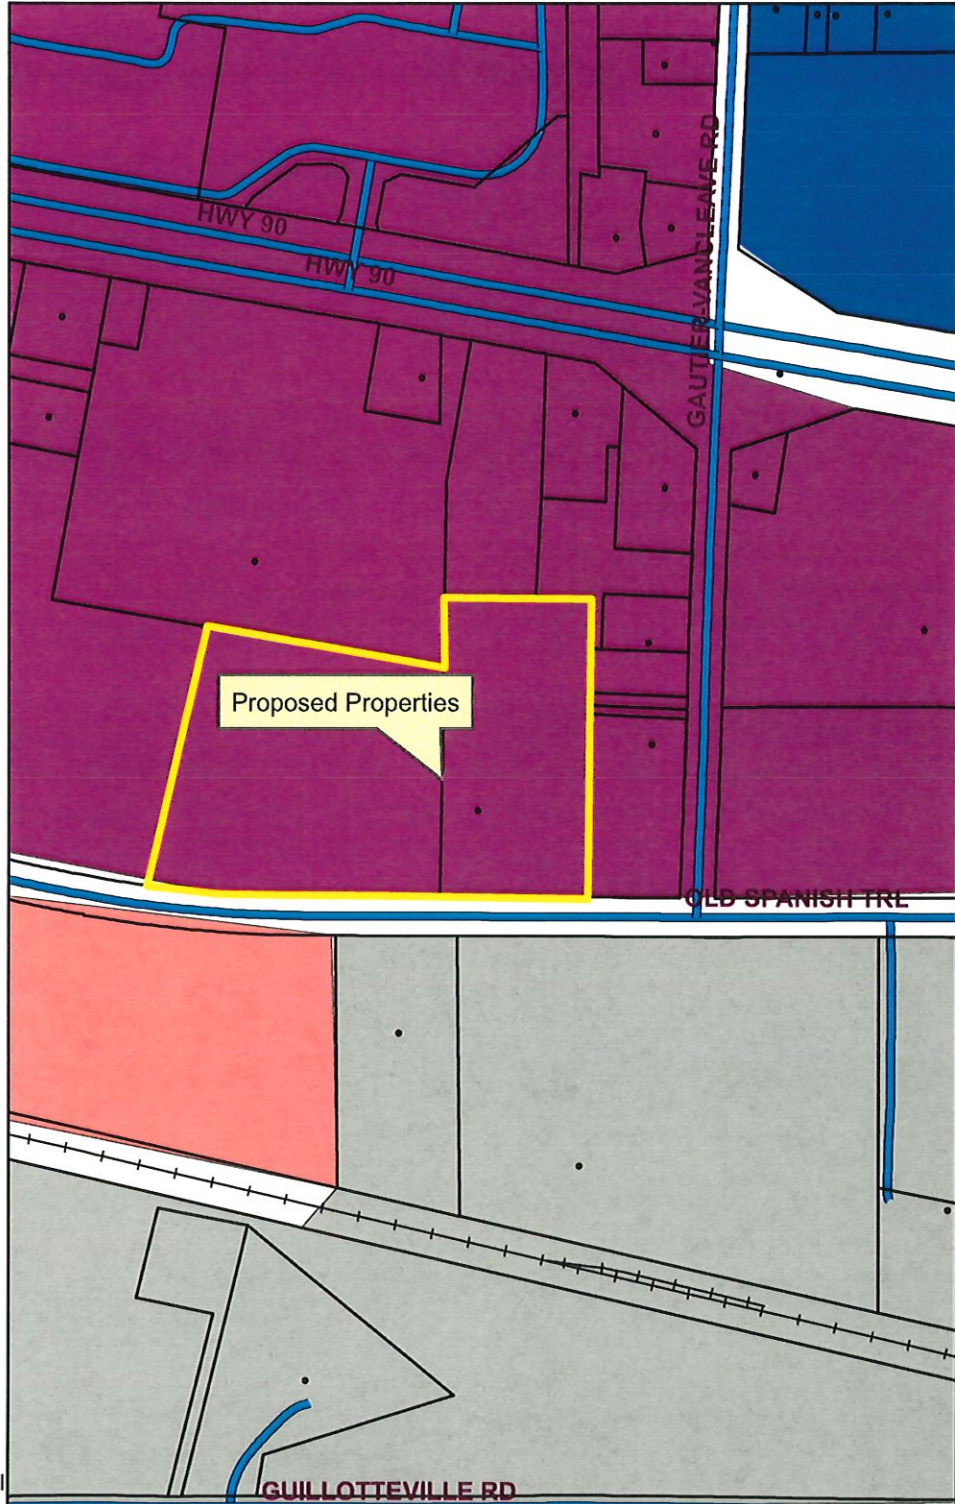 GAUTIER-VANCLEAVE RD
HWY 90
HWY 90
Proposed Properties
OLD SPANISH TRL
GUILLOTTEVILLE RD